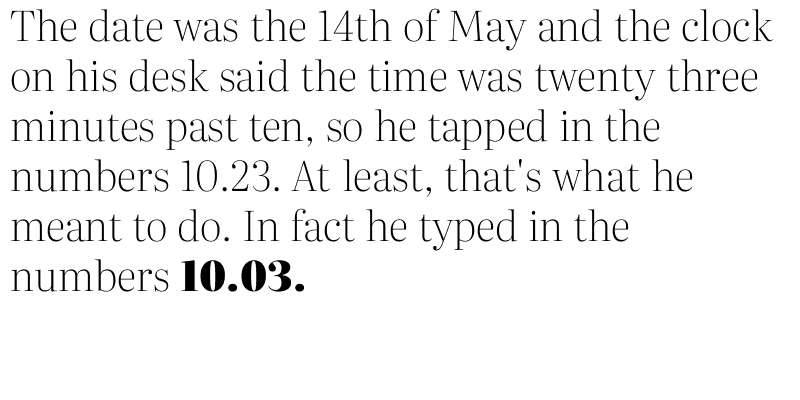 The date was the 14th of May and the clock
on his desk said the time was twenty three
minutes past ten, so he tapped in the
numbers 10.23. At least, that's what he
meant to do. In fact he typed in the
numbers 10.03.